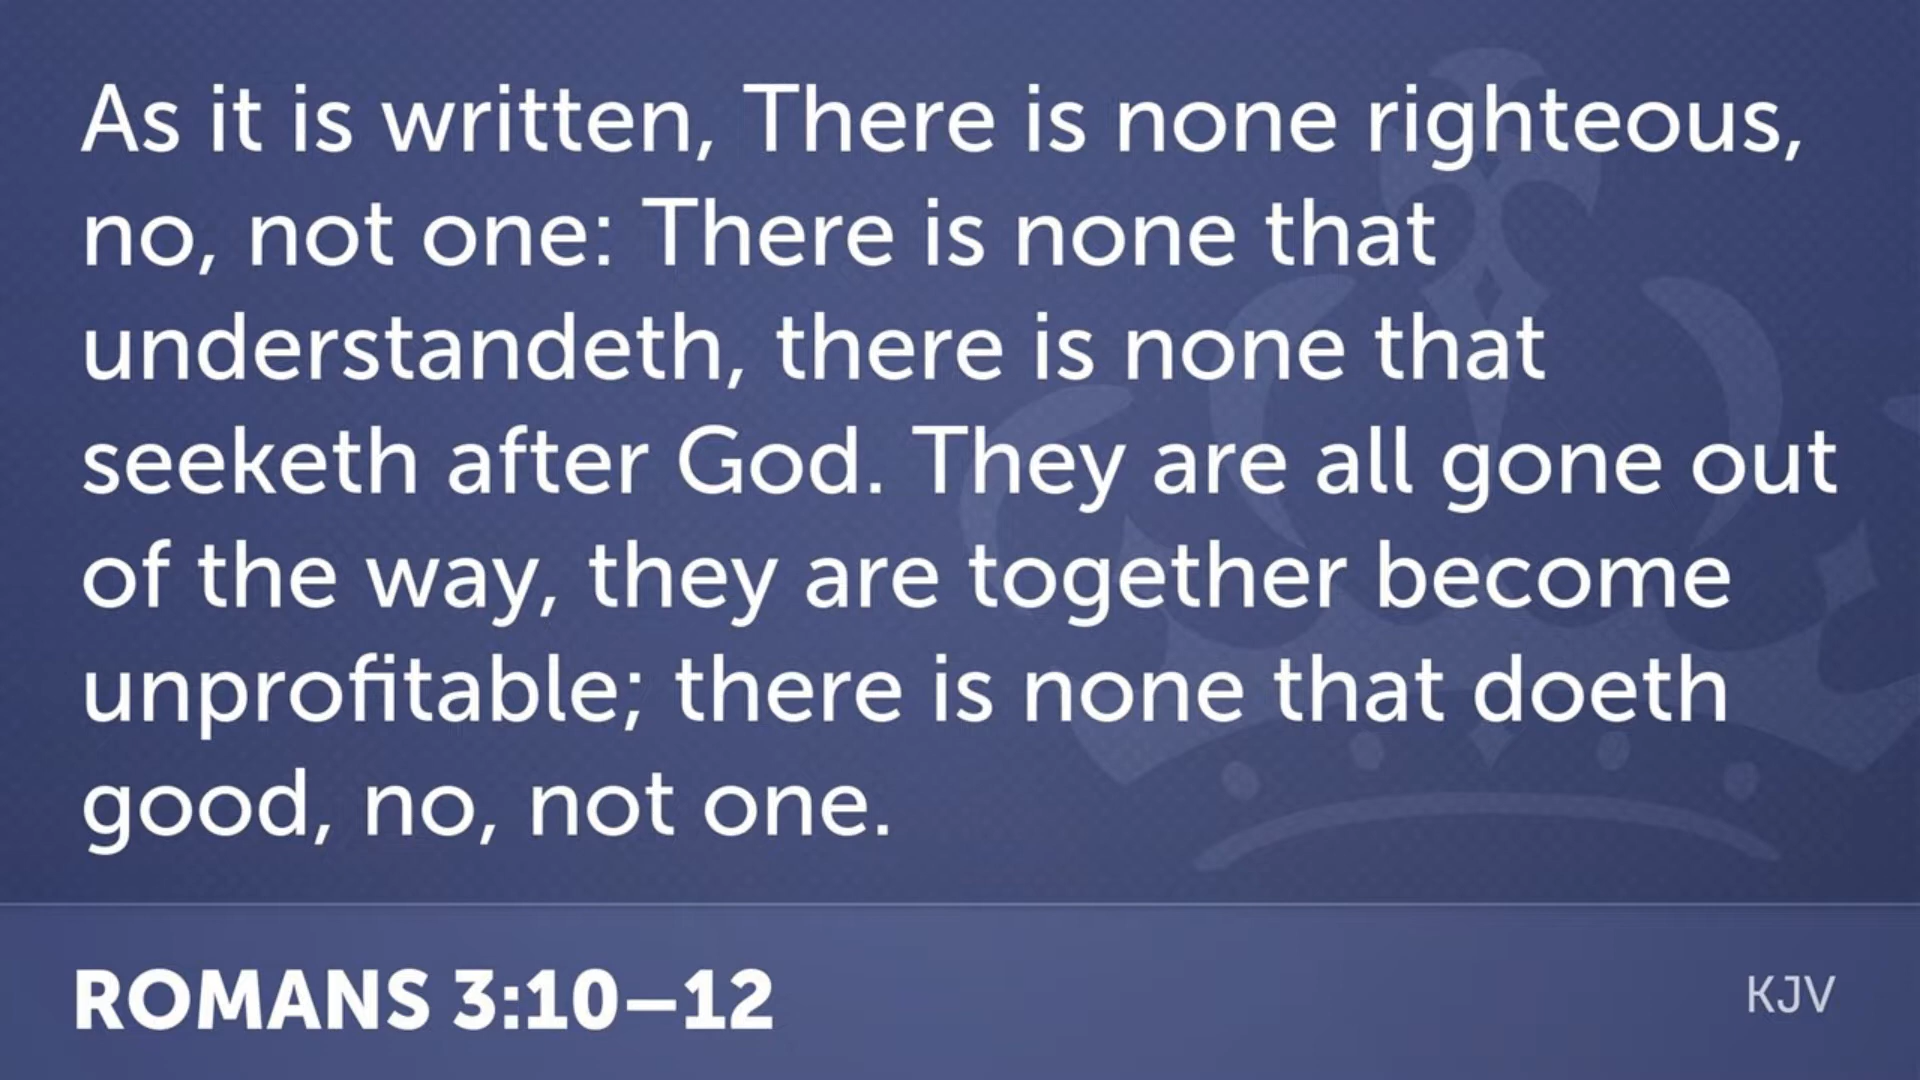 As it is written, There is none righteous,
no, not one: There is none that
understandeth, there is none that
seeketh after God. They are all gone out
of the way, they are together become
unprofitable; there is none that doeth
good, no, not one.
ROMANS 3:10–12
KJV